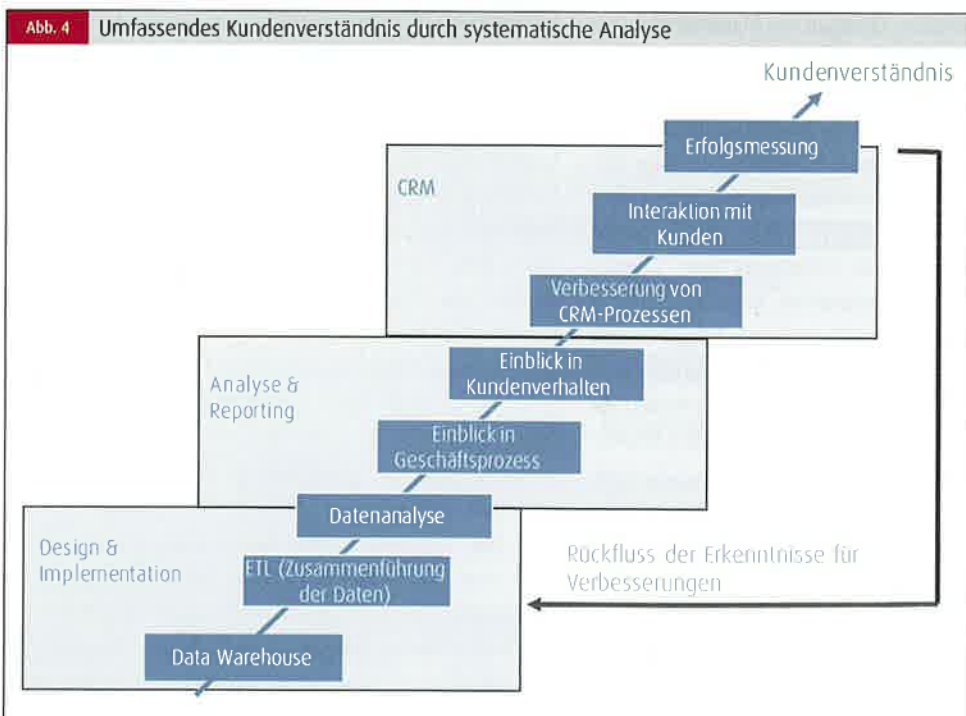 Abb. 4 Umfassendes Kundenverständnis durch systematische Analyse
Kundenverständnis
Erfolgsmessung
CRM
Interaktion mit
Kunden
Verbesserung von
CRM-Prozessen
Einblick in
Kundenverhalten
Analyse &
Reporting
Einblick in
Geschäftsprozess
Datenanalyse
Design &
Implementation
ETL (Zusammenführung
der Daten)
Rückfluss der Erkenntnisse für
Verbesserungen
Data Warehouse